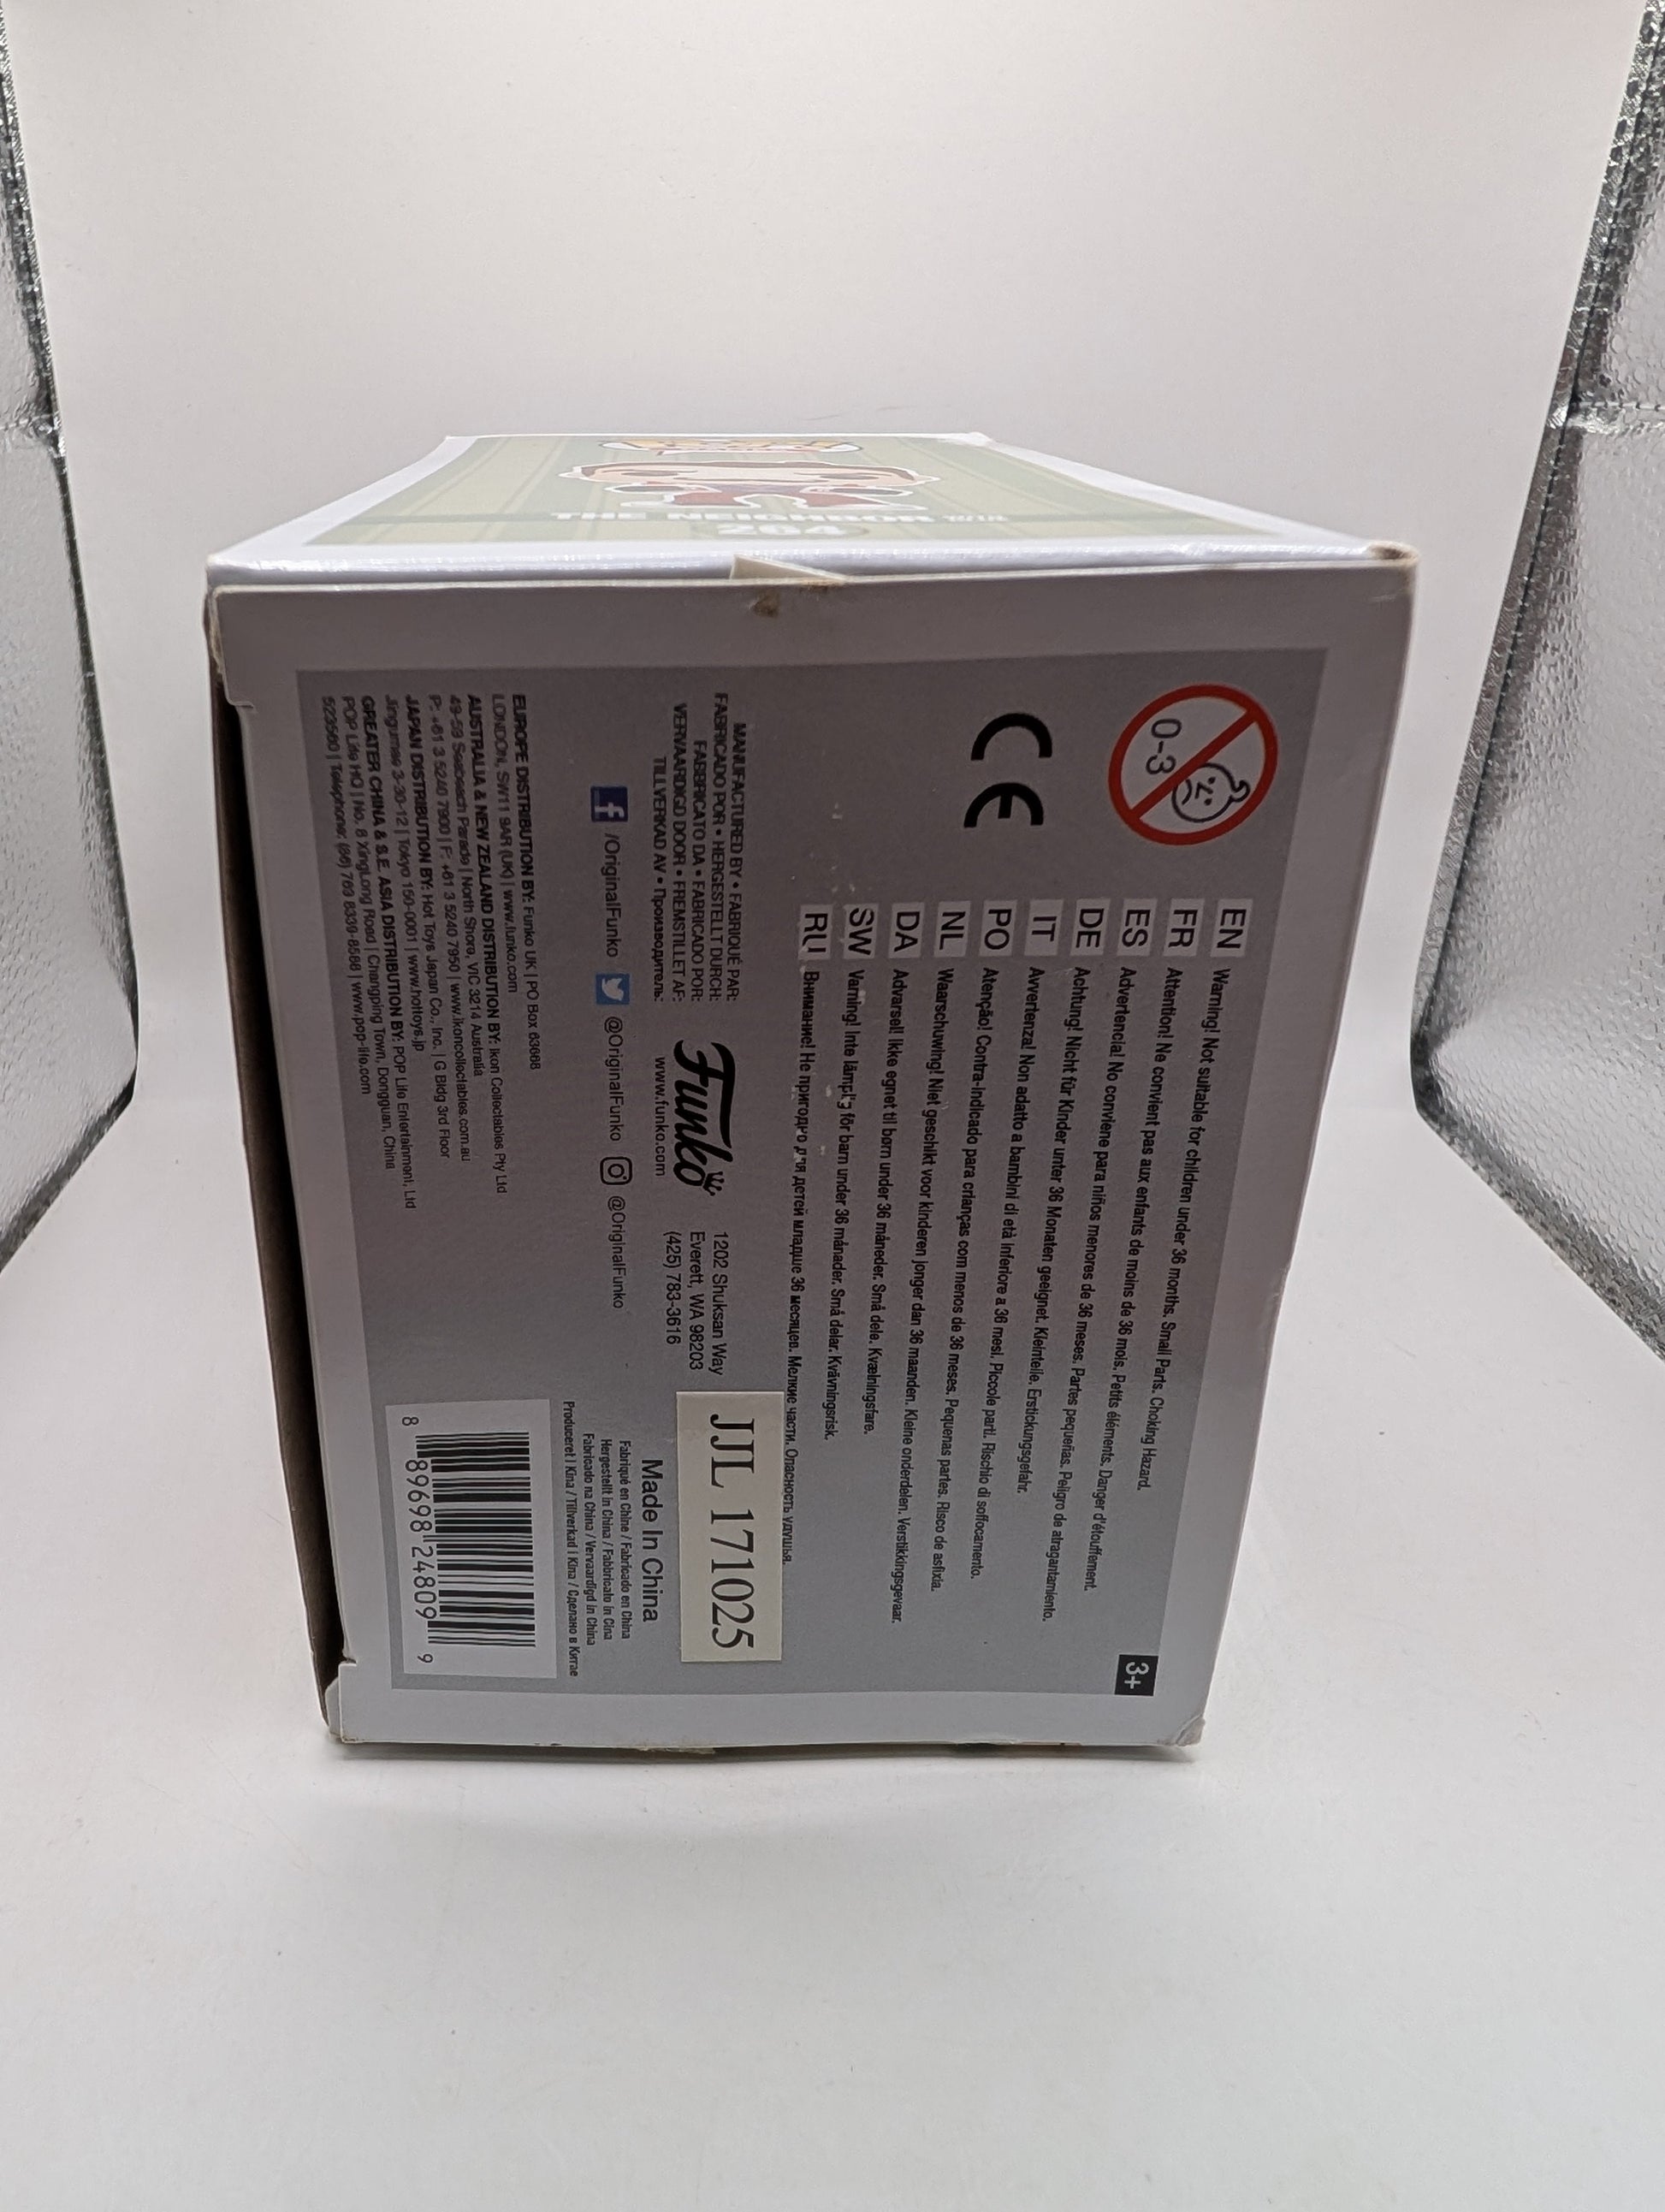 THE NEIGHBOR
264
0-3
CE
EN Warning! Not suitable for children under 36 months. Small Parts. Choking Hazard.
FR Attention! Ne convient pas aux enfants de moins de 36 mois. Petits éléments. Danger d'étouffement.
ES Advertencia! No conviene para niños menores de 36 meses. Partes pequeñas. Peligro de atragantamiento.
DE Achtung! Nicht für Kinder unter 36 Monaten geeignet. Kleinteile. Erstickungsgefahr.
IT Avvertenza! Non adatto a bambini di età inferiore a 36 mesi. Piccole parti. Rischio di soffocamento.
PO Atenção! Contra-indicado para crianças com menos de 36 meses. Pequenas partes. Risco de asfixia.
NL Waarschuwing! Niet geschikt voor kinderen jonger dan 36 maanden. Kleine onderdelen. Verstikkingsgevaar.
DA Advarsel! Ikke egnet til børn under 36 måneder. Små dele. Kvælningsfare.
SW Varning! Inte lämplig för barn under 36 månader. Små delar. Kvävningsrisk.
RU Внимание! Не пригодно для детей младше 36 месяцев. Мелкие части. Опасность удушья.
3+
MANUFACTURED BY • FABRIQUÉ PAR:
FABRICADO POR • HERGESTELLT DURCH:
FABBRICATO DA • FABRICADO POR:
VERVAARDIGD DOOR • FREMSTILLET AF:
TILLVERKAD AV • Производитель:
Funko
www.funko.com
1202 Shuksan Way
Everett, WA 98203
(425) 783-3616
JJL 171025
/OriginalFunko @OriginalFunko @OriginalFunko
Made In China
Fabriqué en Chine / Fabricado en China
Hergestellt in China / Fabbricato in Cina
Fabricado na China / Vervaardigd in China
Produceret i Kina / Tillverkad i Kina / Сделано в Китае
EUROPE DISTRIBUTION BY: Funko UK | PO Box 63668
LONDON, SW11 9AR (UK) | www.funko.com
AUSTRALIA & NEW ZEALAND DISTRIBUTION BY: Ikon Collectables Pty Ltd
49-59 Seabeach Parade | North Shore, VIC 3214 Australia
P: +61 3 5240 7900 | F: +61 3 5240 7950 | www.ikoncollectables.com.au
JAPAN DISTRIBUTION BY: Hot Toys Japan Co., Inc. | G Bldg 3rd Floor
Jingumae 3-30-12 | Tokyo 150-0001 | www.hottoys.jp
GREATER CHINA & S.E. ASIA DISTRIBUTION BY: POP Life Entertainment, Ltd
POP Life HQ | No. 8 XingLong Road | Changping Town, Dongguan, China
523560 | Telephone: (86) 769 8339-8566 | www.pop-life.com
8 89698 24809 9